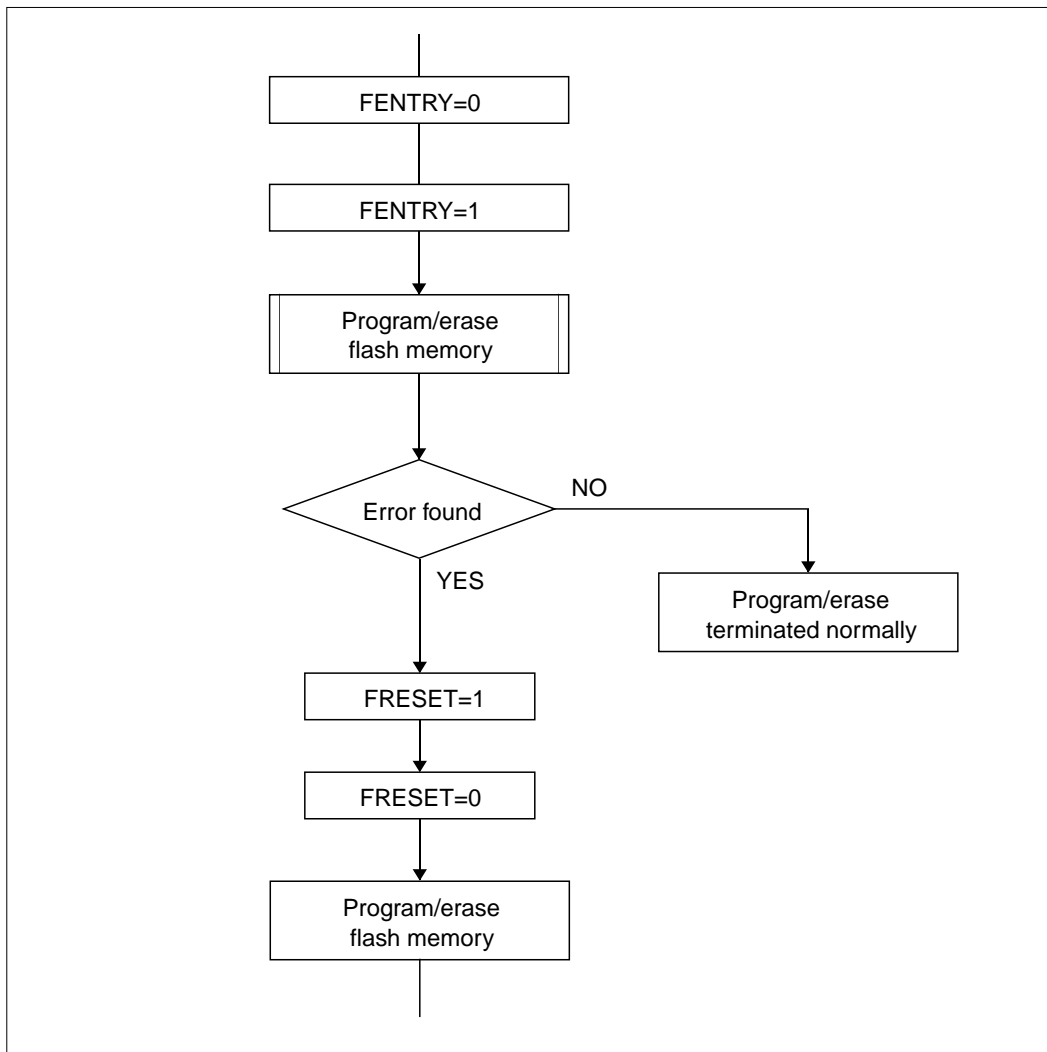 FENTRY=0
FENTRY=1
Program/erase
flash memory
Error found
NO
YES
Program/erase
terminated normally
FRESET=1
FRESET=0
Program/erase
flash memory